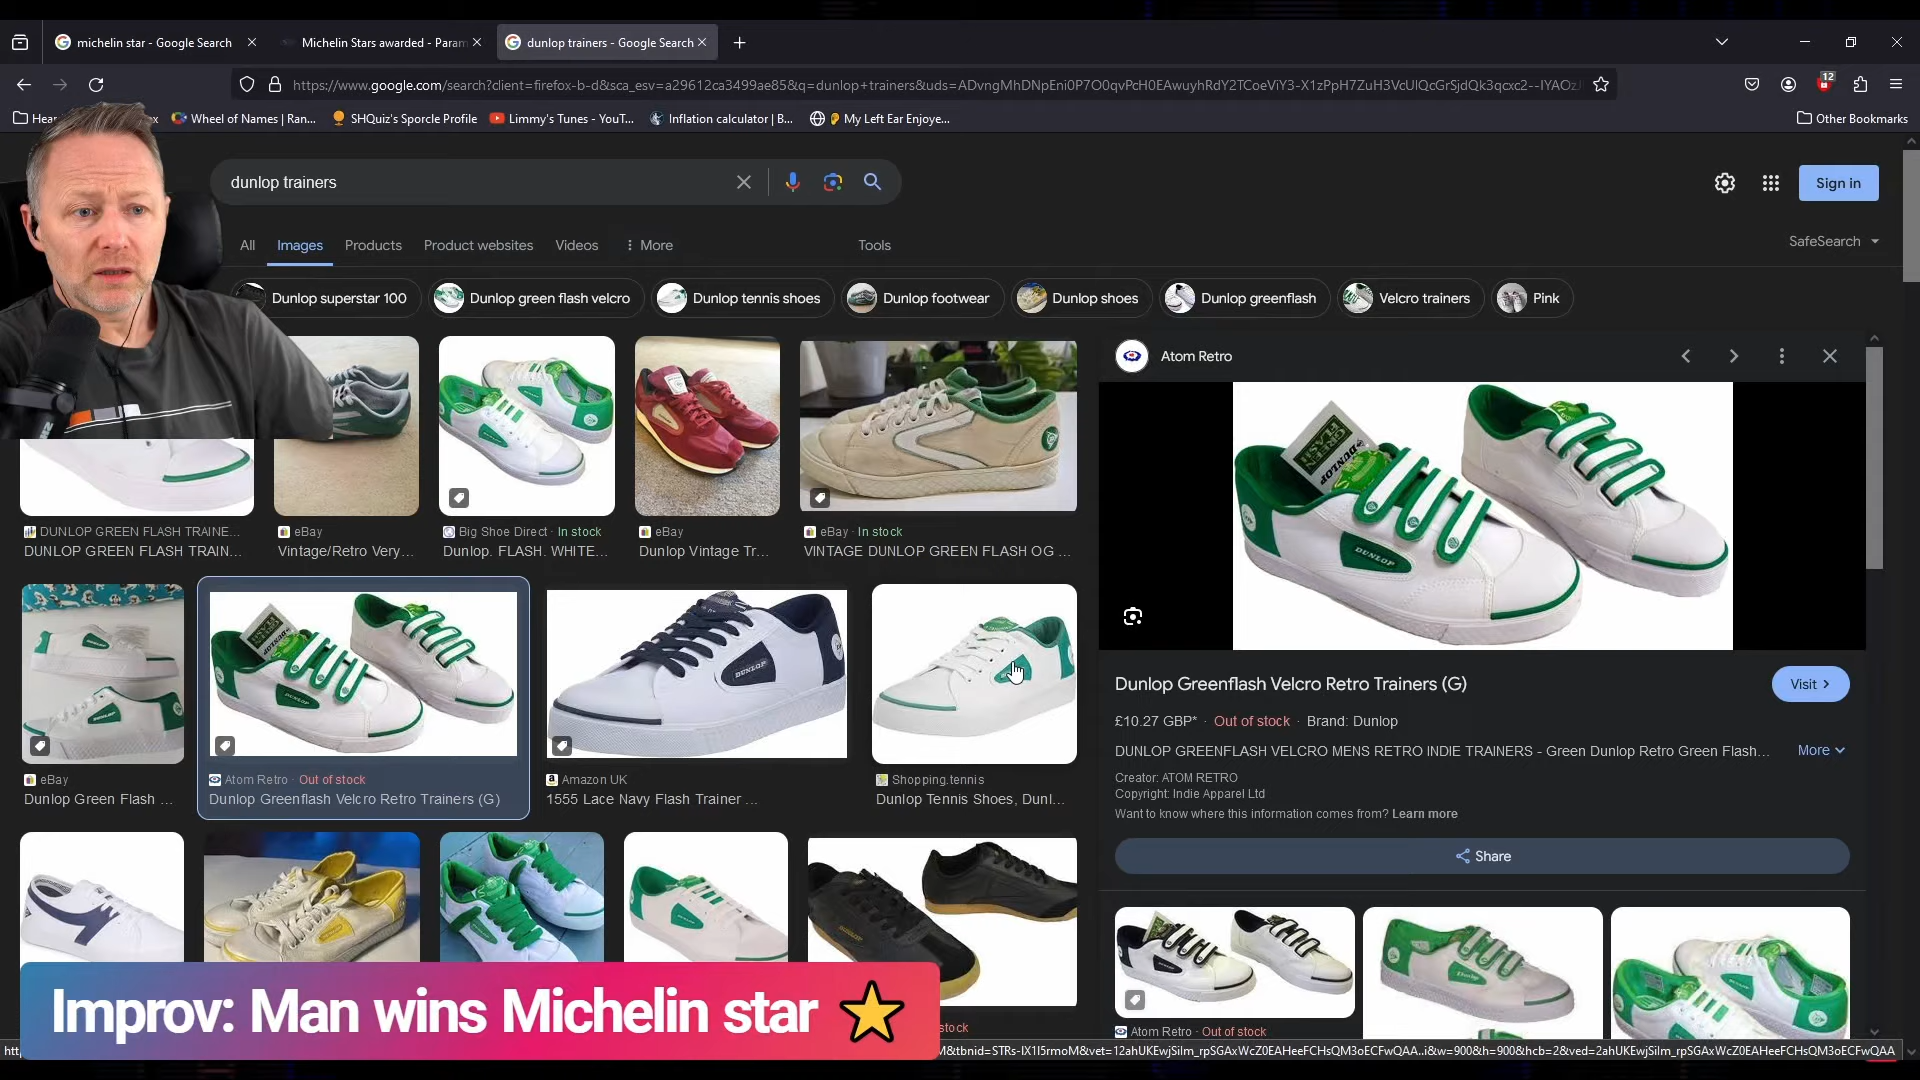 michelin star - Google Search
Michelin Stars awarded - Param
dunlop trainers - Google Search
https://www.google.com/search?client=firefox-b-d&sca_esv=a29612ca3499ae85&q=dunlop+trainers&uds=
12
Wheel of Names | Ran...
SHQuiz's Sporcle Profile
Limmy's Tunes - YouT...
Inflation calculator | B...
My Left Ear Enjoye...
Other Bookmarks
dunlop trainers
Sign in
All
Images
Products
Product websites
Videos
More
Tools
SafeSearch
Dunlop superstar 100
Dunlop green flash velcro
Dunlop tennis shoes
Dunlop footwear
Dunlop shoes
Dunlop greenflash
Velcro trainers
Pink
Atom Retro
GREEN
FLASH
DUNLOP
DUNLOP
DUNLOP GREEN FLASH TRAINE...
DUNLOP GREEN FLASH TRAIN...
eBay
Vintage/Retro Very...
Big Shoe Direct · In stock
Dunlop. FLASH. WHITE...
eBay
Dunlop Vintage Tr...
eBay · In stock
VINTAGE DUNLOP GREEN FLASH OG ...
DUNLOP
eBay
Dunlop Green Flash ...
Atom Retro · Out of stock
Dunlop Greenflash Velcro Retro Trainers (G)
Amazon UK
1555 Lace Navy Flash Trainer ...
Shopping.tennis
Dunlop Tennis Shoes, Dunl...
Dunlop Greenflash Velcro Retro Trainers (G)
Visit
£10.27 GBP* · Out of stock · Brand: Dunlop
DUNLOP GREENFLASH VELCRO MENS RETRO INDIE TRAINERS - Green Dunlop Retro Green Flash...
More
Creator: ATOM RETRO
Copyright: Indie Apparel Ltd
Want to know where this information comes from? Learn more
Share
Atom Retro · Out of stock
stock
Improv: Man wins Michelin star